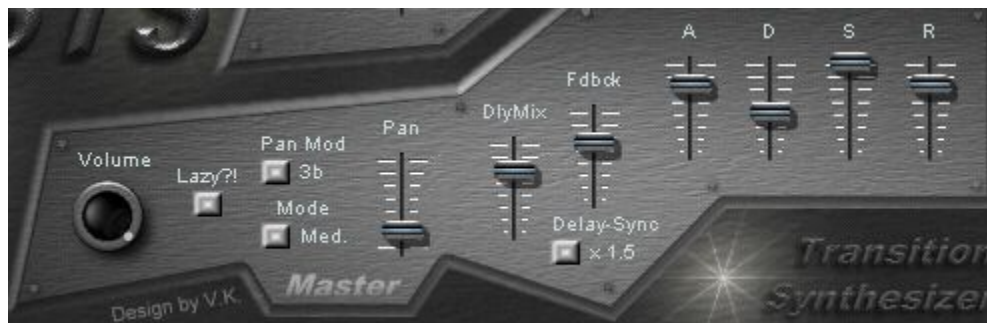 A D S R
Fdbck
DlyMix
Pan
Pan Mod
Volume
3b
Lazy?!
Mode
Med.
Delay-Sync
x 1.5
Transition
Synthesizer
Master
Design by V.K.